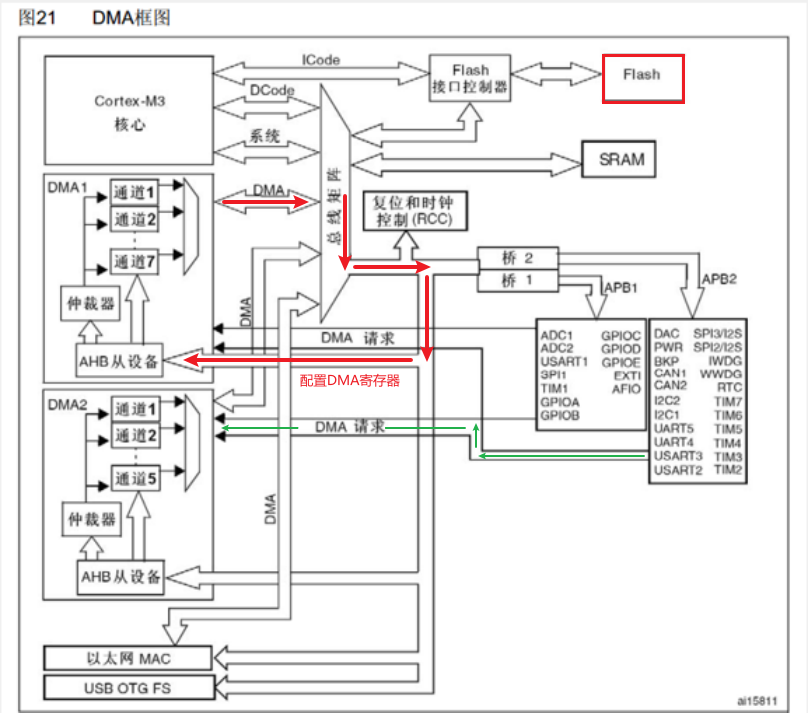 图21 DMA框图
Cortex-M3
核心
ICode
DCode
系统
Flash
接口控制器
Flash
SRAM
总线矩阵
DMA1
通道1
通道2
通道7
仲裁器
AHB从设备
DMA
复位和时钟
控制(RCC)
桥 2
桥 1
APB1
APB2
DMA
DMA 请求
配置DMA寄存器
ADC1 GPIOC
ADC2 GPIOD
USART1 GPIOE
SPI1 EXTI
TIM1 AFIO
GPIOA
GPIOB
DAC SPI3/I2S
PWR SPI2/I2S
BKP IWDG
CAN1 WWDG
CAN2 RTC
I2C2 TIM7
I2C1 TIM6
UART5 TIM5
UART4 TIM4
USART3 TIM3
USART2 TIM2
DMA2
通道1
通道2
通道5
仲裁器
AHB从设备
DMA 请求
DMA
以太网 MAC
USB OTG FS
ai15811